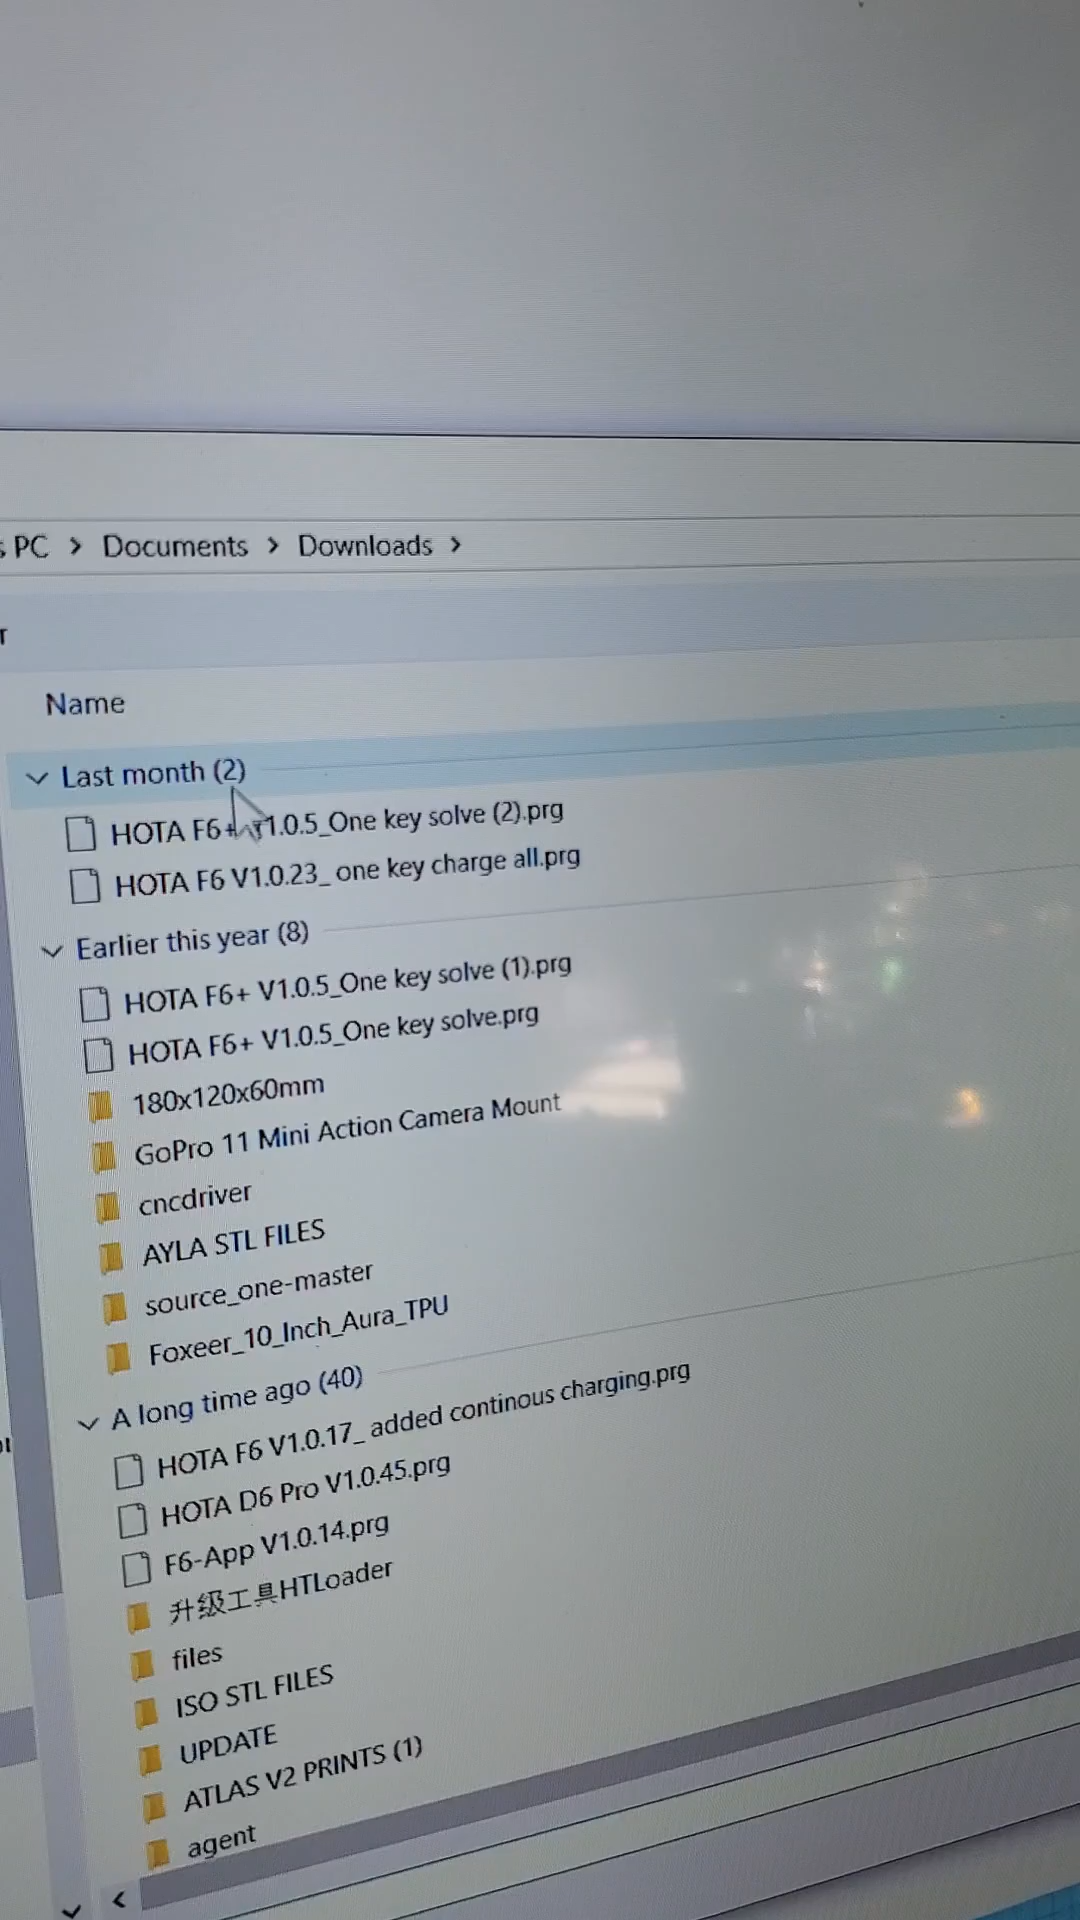 PC > Documents > Downloads >
Name
Last month (2)
HOTA F6+ V1.0.5_One key solve (2).prg
HOTA F6 V1.0.23_ one key charge all.prg
Earlier this year (8)
HOTA F6+ V1.0.5_One key solve (1).prg
HOTA F6+ V1.0.5_One key solve.prg
180x120x60mm
GoPro 11 Mini Action Camera Mount
cncdriver
AYLA STL FILES
source_one-master
Foxeer_10_Inch_Aura_TPU
A long time ago (40)
HOTA F6 V1.0.17_ added continous charging.prg
HOTA D6 Pro V1.0.45.prg
F6-App V1.0.14.prg
升级工具HTLoader
files
ISO STL FILES
UPDATE
ATLAS V2 PRINTS (1)
agent